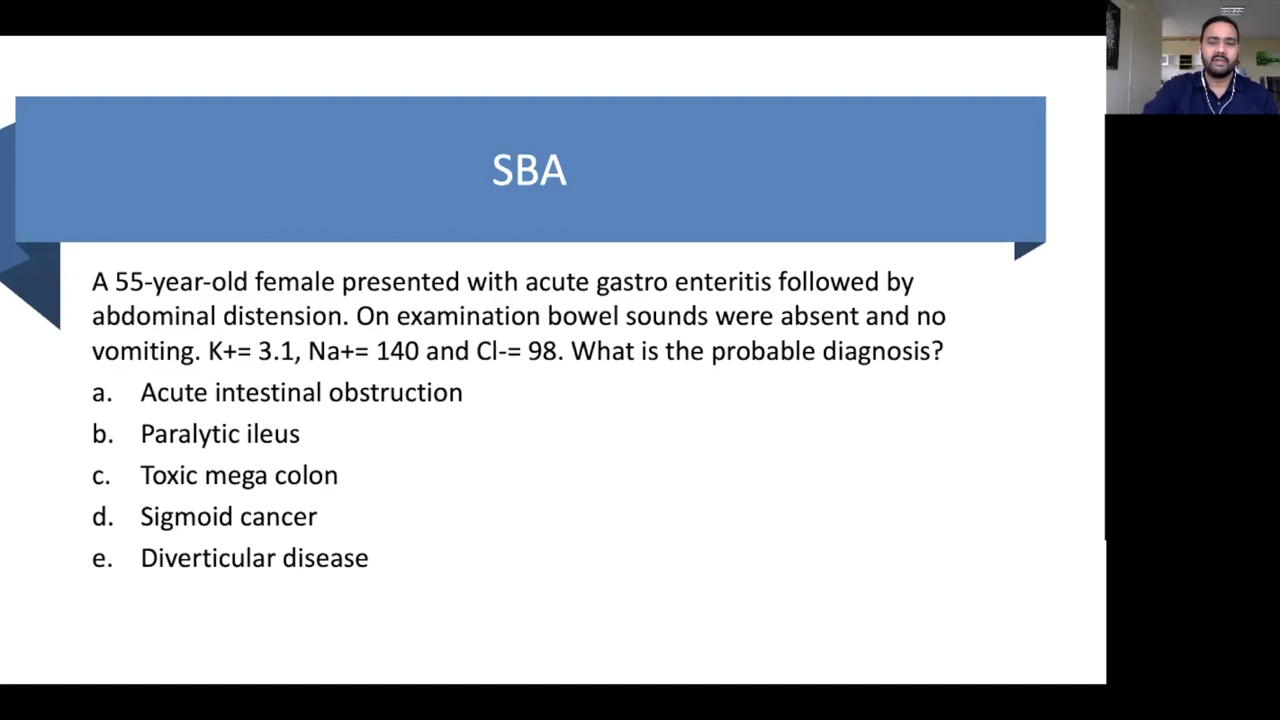 SBA
A 55-year-old female presented with acute gastro enteritis followed by
abdominal distension. On examination bowel sounds were absent and no
vomiting. K+= 3.1, Na+= 140 and Cl-= 98. What is the probable diagnosis?
a. Acute intestinal obstruction
b. Paralytic ileus
c. Toxic mega colon
d. Sigmoid cancer
e. Diverticular disease